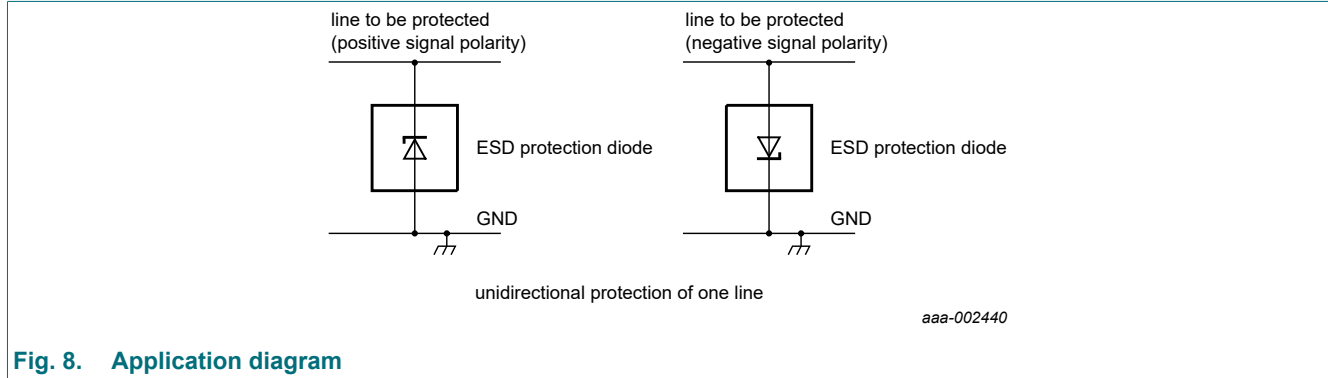 line to be protected
(positive signal polarity)
ESD protection diode
GND
line to be protected
(negative signal polarity)
ESD protection diode
GND
unidirectional protection of one line
aaa-002440
Fig. 8. Application diagram